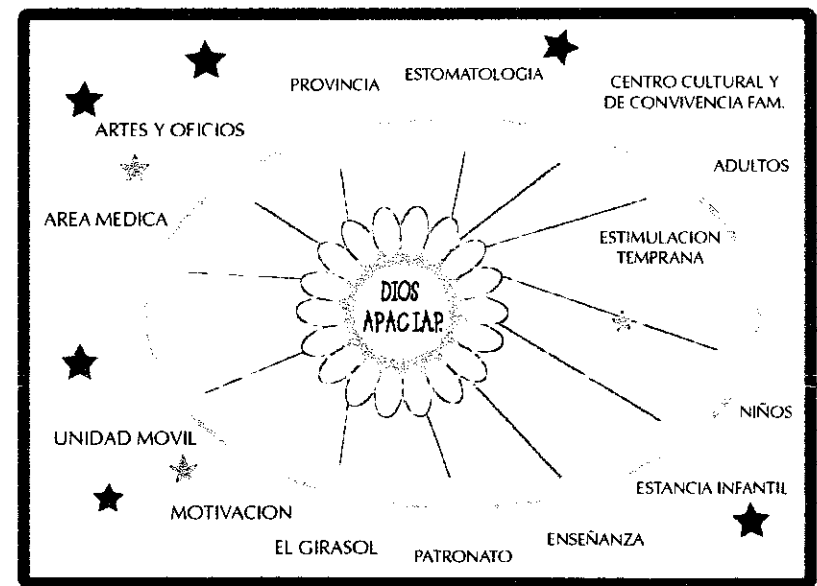 PROVINCIA
ESTOMATOLOGIA
CENTRO CULTURAL Y
DE CONVIVENCIA FAM.
ARTES Y OFICIOS
ADULTOS
AREA MEDICA
ESTIMULACION
TEMPRANA
DIOS
APAC I.A.P.
NIÑOS
UNIDAD MOVIL
ESTANCIA INFANTIL
MOTIVACION
EL GIRASOL
PATRONATO
ENSEÑANZA